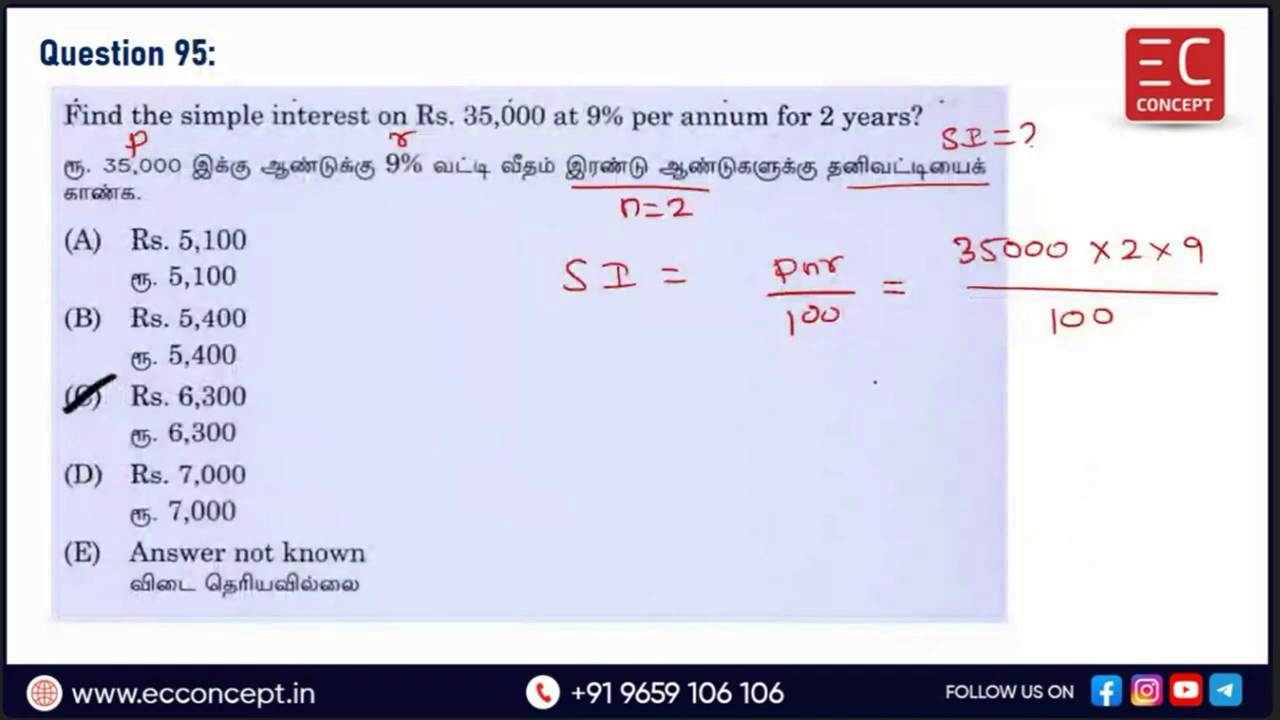 Question 95:
EC
CONCEPT
Find the simple interest on Rs. 35,000 at 9% per annum for 2 years?
SI=?
P
r
ரூ. 35,000 இக்கு ஆண்டுக்கு 9% வட்டி வீதம் இரண்டு ஆண்டுகளுக்கு தனிவட்டியைக்
காண்க.
n=2
(A) Rs. 5,100
ரூ. 5,100
(B) Rs. 5,400
ரூ. 5,400
(C) Rs. 6,300
ரூ. 6,300
(D) Rs. 7,000
ரூ. 7,000
(E) Answer not known
விடை தெரியவில்லை
SI = pnr/100 = 35000 × 2 × 9/100
www.ecconcept.in
+91 9659 106 106
FOLLOW US ON